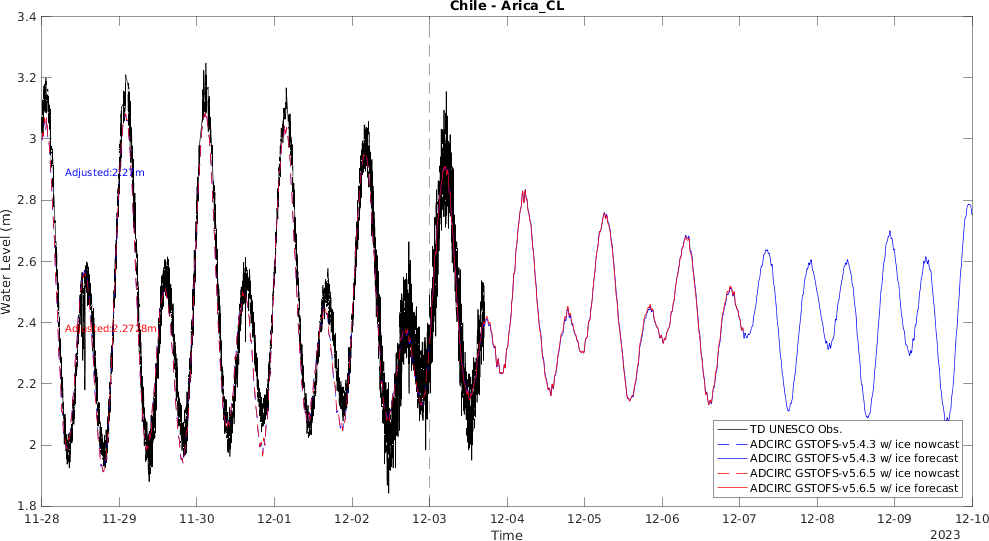 Chile - Arica_CL
3.4
3.2
3
2.8
2.6
2.4
2.2
2
1.8
Water Level (m)
Adjusted:2.27m
Adjusted:2.2728m
TD UNESCO Obs.
ADCIRC GSTOFS-v5.4.3 w/ ice nowcast
ADCIRC GSTOFS-v5.4.3 w/ ice forecast
ADCIRC GSTOFS-v5.6.5 w/ ice nowcast
ADCIRC GSTOFS-v5.6.5 w/ ice forecast
11-28 11-29 11-30 12-01 12-02 12-03 12-04 12-05 12-06 12-07 12-08 12-09 12-10
Time
2023